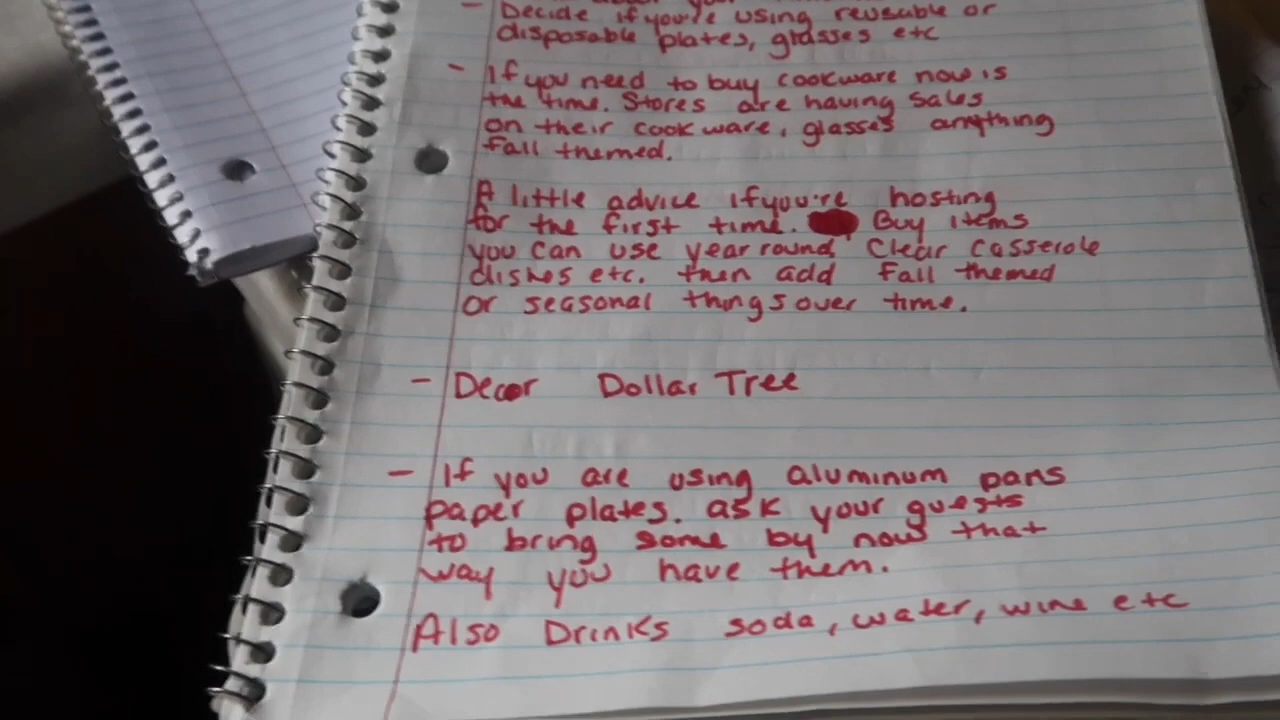 - Decide if you're using reusable or
disposable plates, glasses etc
- If you need to buy cookware now is
the time. Stores are having sales
on their cookware, glasses anything
fall themed.
A little advice if you're hosting
for the first time. Buy items
you can use year round, Clear casserole
dishes etc. then add fall themed
or seasonal things over time.
- Decor Dollar Tree
- If you are using aluminum pans
paper plates. ask your guests
to bring some by now that
way you have them.
Also Drinks soda, water, wine etc